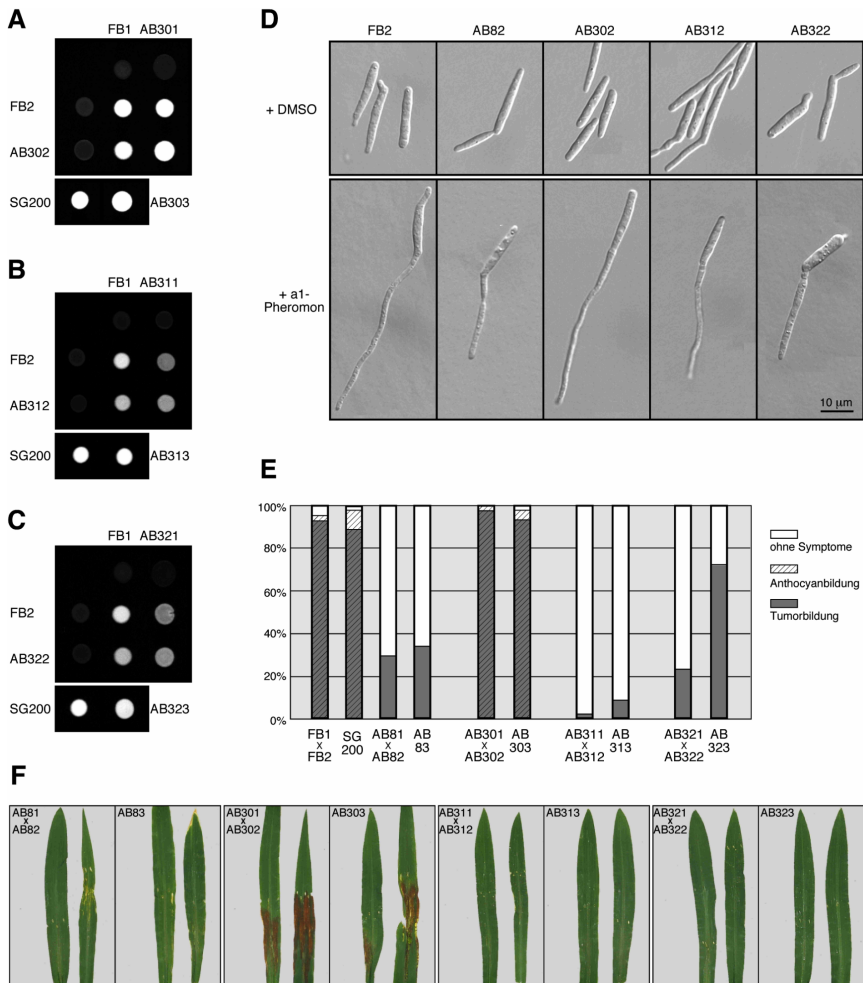 A
FB1 AB301
FB2
AB302
SG200
AB303
B
FB1 AB311
FB2
AB312
SG200
AB313
C
FB1 AB321
FB2
AB322
SG200
AB323
D
FB2 AB82 AB302 AB312 AB322
+ DMSO
+ a1-
Pheromon
10 µm
E
100%
80%
60%
40%
20%
0%
FB1
x
FB2
SG
200
AB81
x
AB82
AB
83
AB301
x
AB302
AB
303
AB311
x
AB312
AB
313
AB321
x
AB322
AB
323
ohne Symptome
Anthocyanbildung
Tumorbildung
F
AB81
x
AB82
AB83
AB301
x
AB302
AB303
AB311
x
AB312
AB313
AB321
x
AB322
AB323